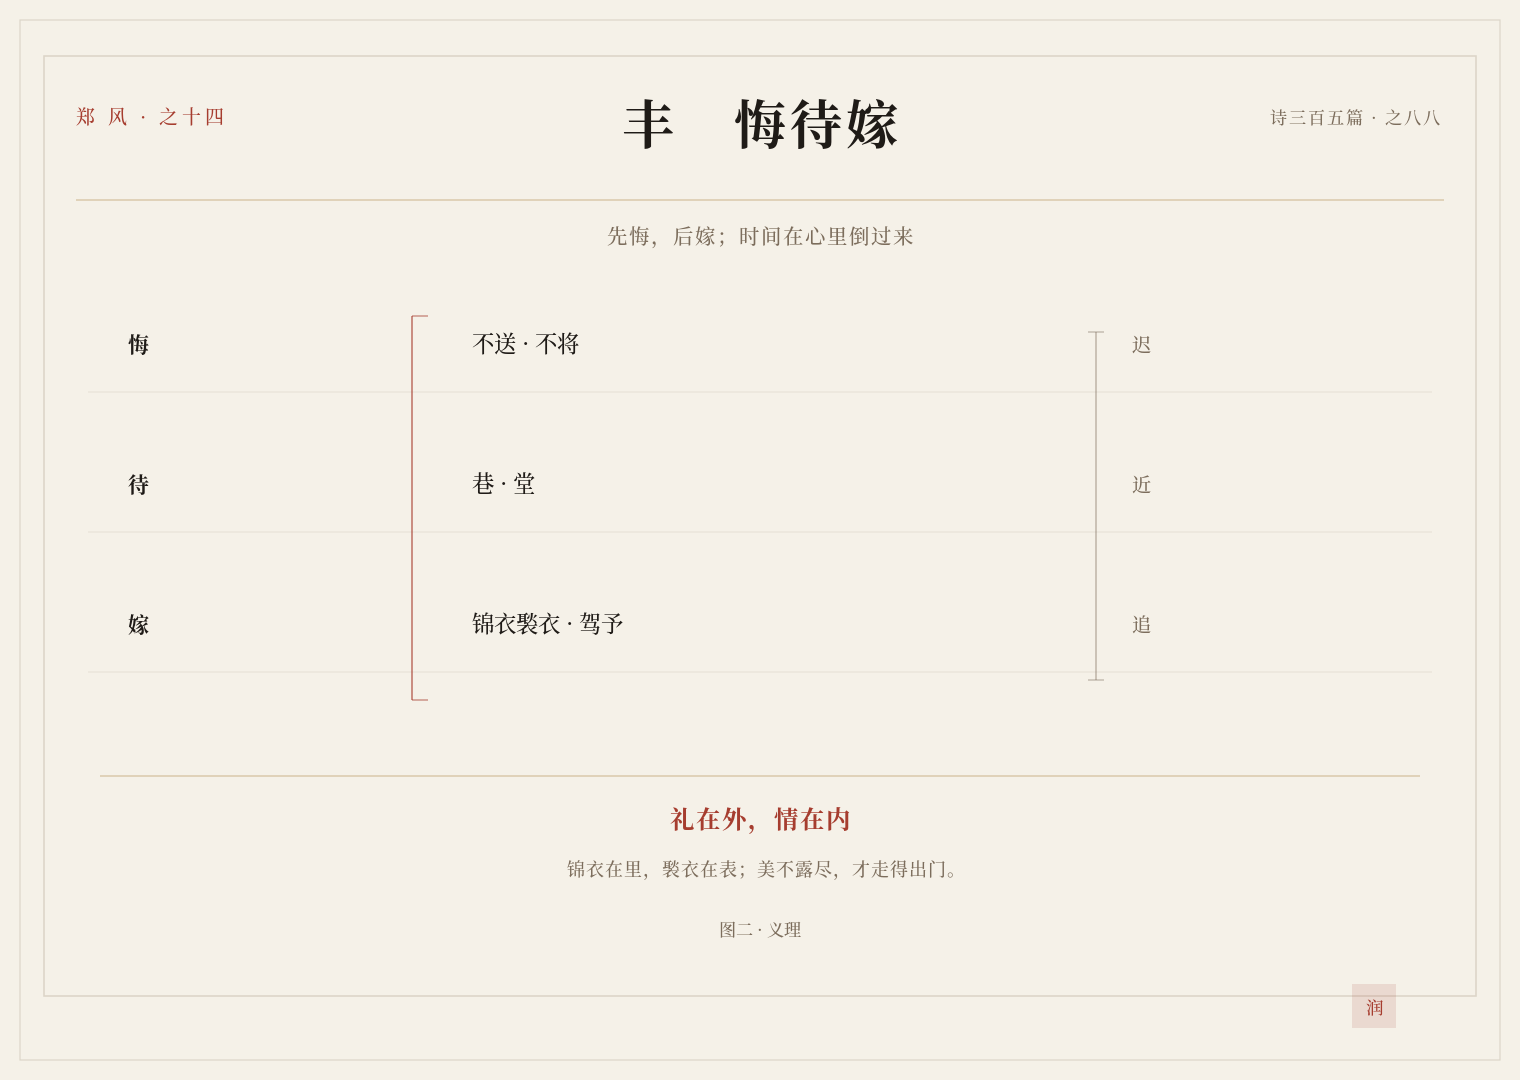 郑风·之十四
丰 悔待嫁
诗三百五篇·之八八
先悔，后嫁；时间在心里倒过来
悔 不送·不将 迟
待 巷·堂 近
嫁 锦衣褧衣·驾予 追
礼在外，情在内
锦衣在里，褧衣在表；美不露尽，才走得出门。
图二·义理
润